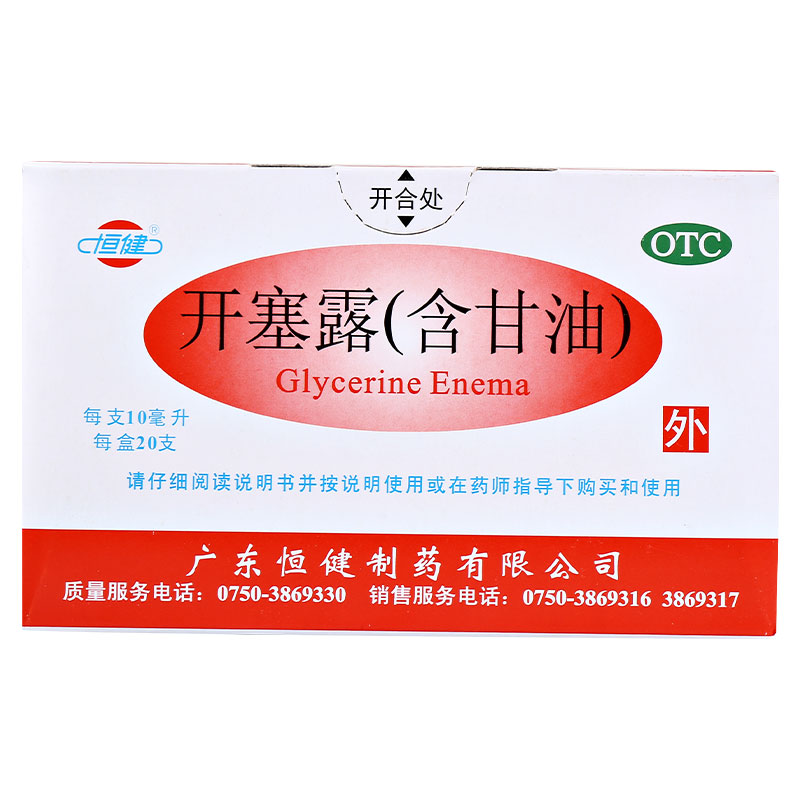 开合处
恒健®
OTC
开塞露(含甘油)
Glycerine Enema
每支10毫升
每盒20支
外
请仔细阅读说明书并按说明使用或在药师指导下购买和使用
广东恒健制药有限公司
质量服务电话：0750-3869330 销售服务电话：0750-3869316 3869317